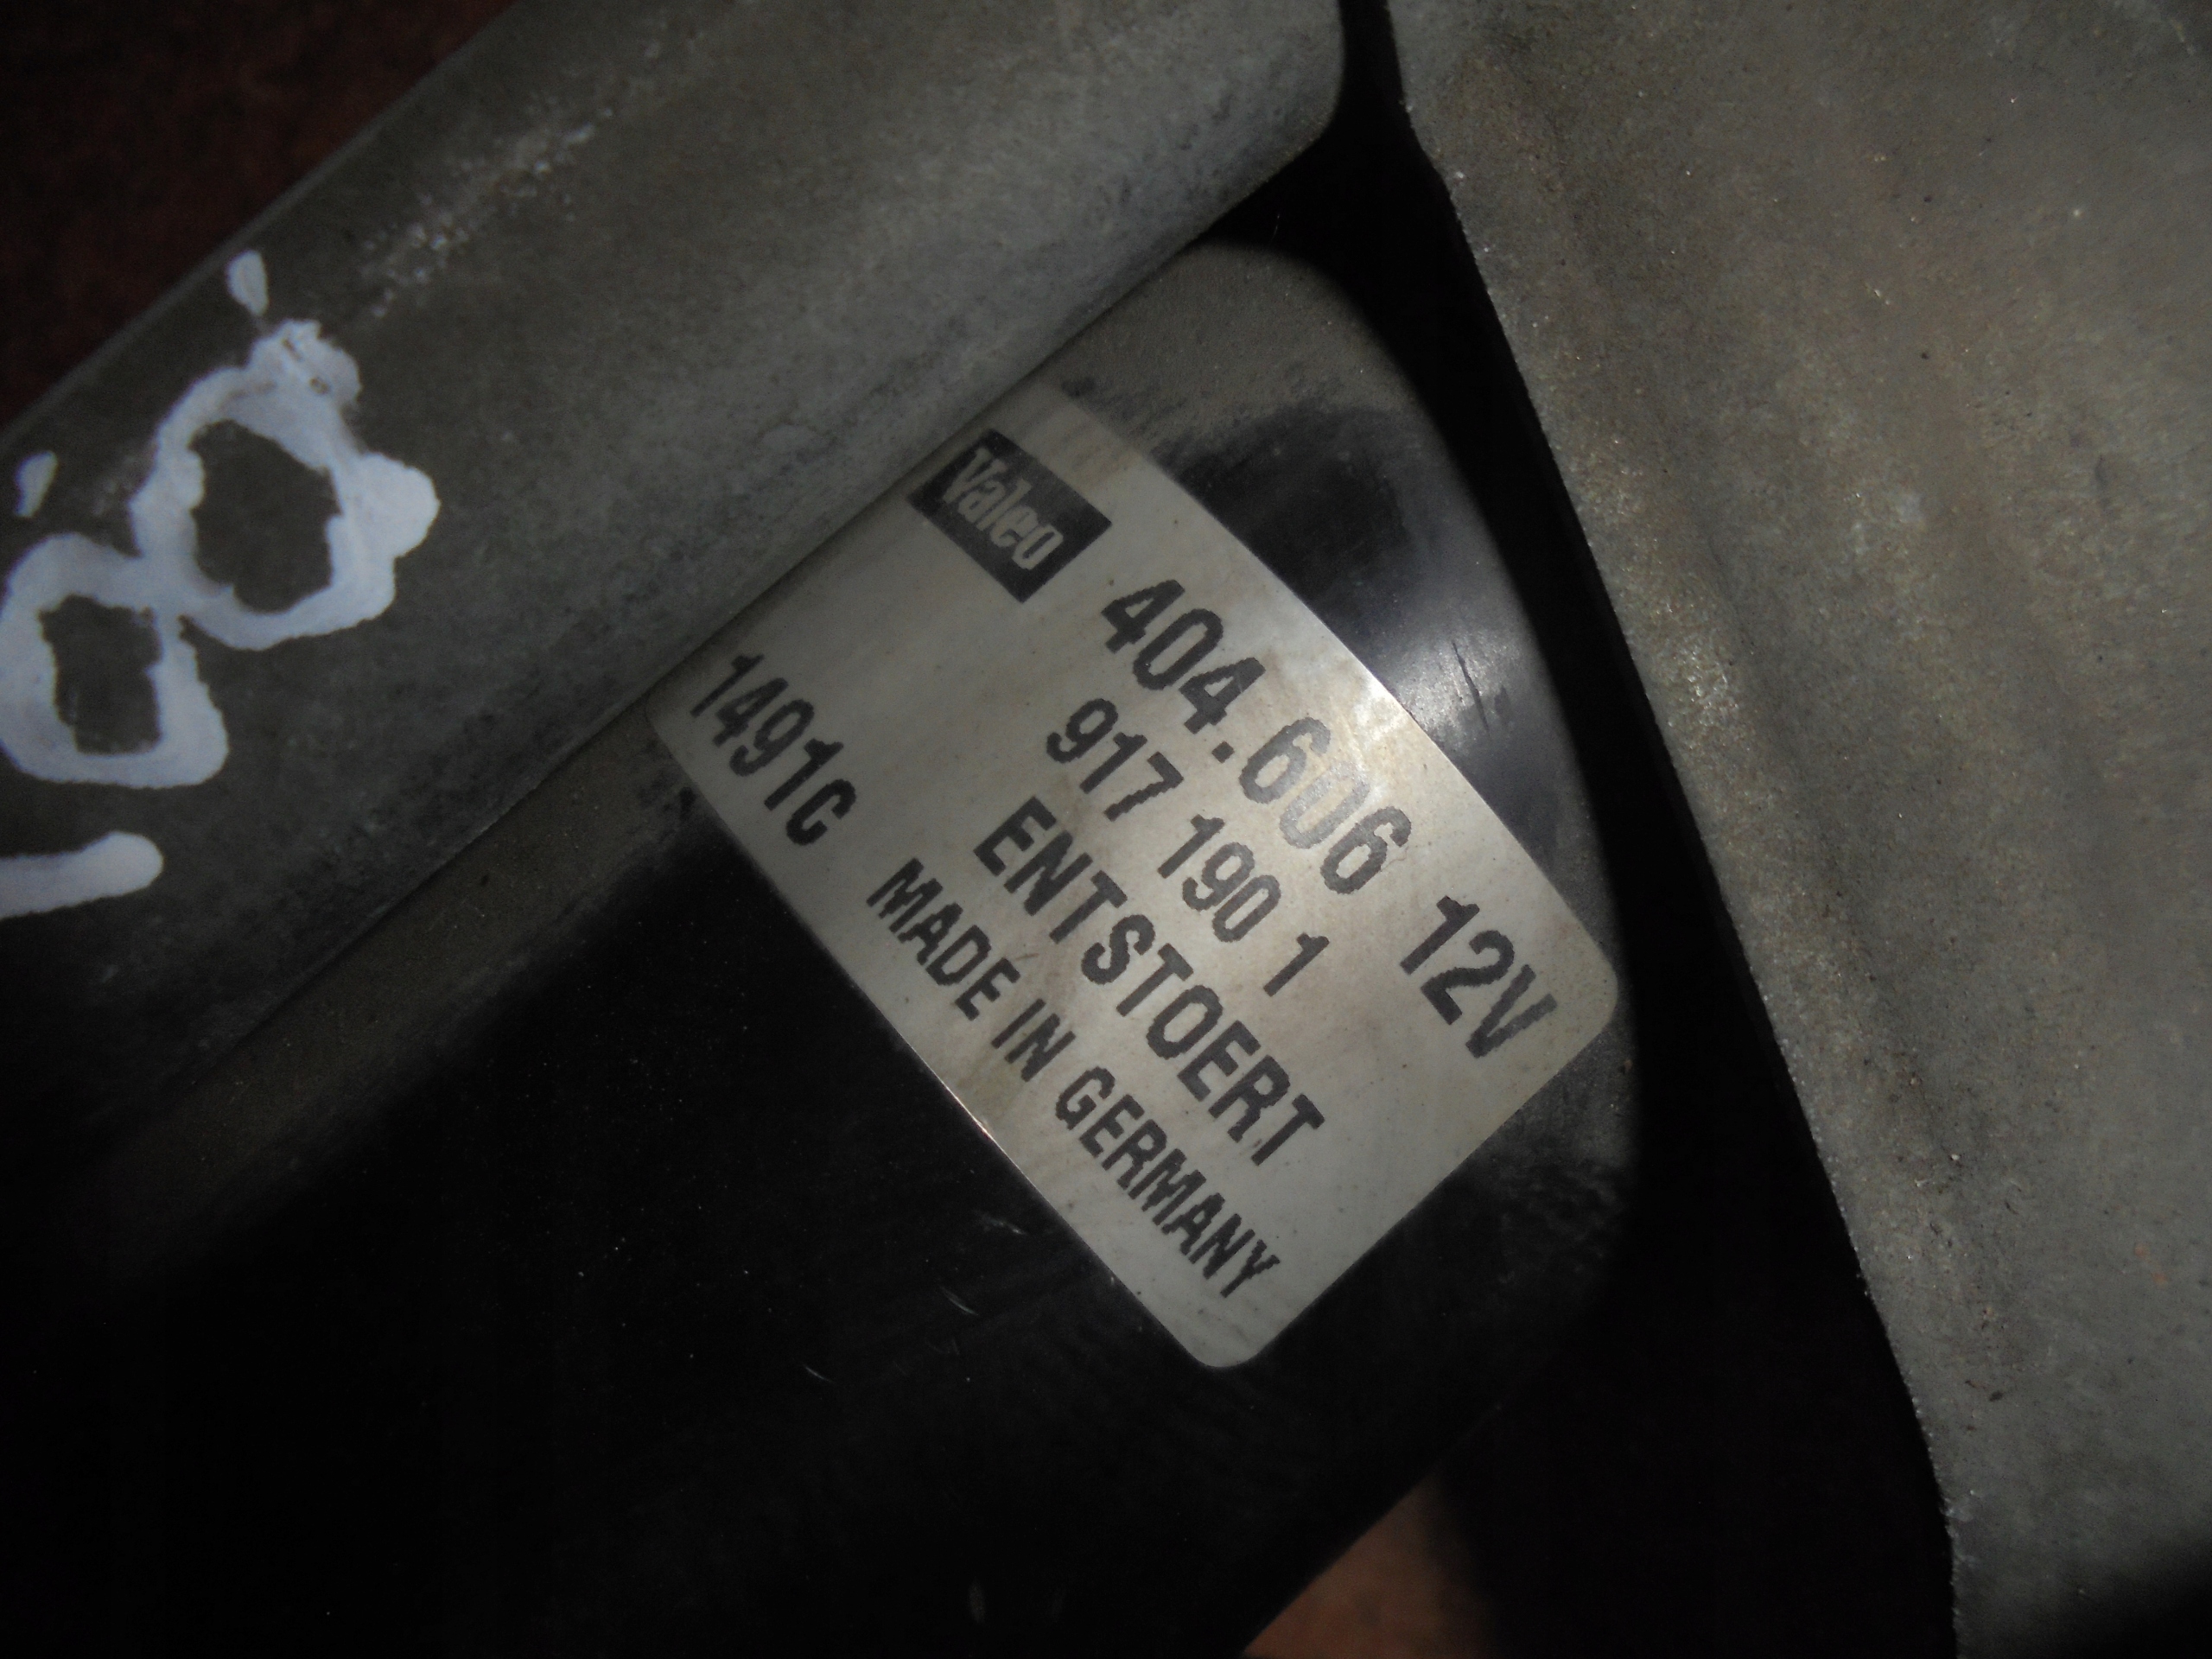 Valeo
404.606 12V
917 190 1
ENTSTOERT
1491C MADE IN GERMANY